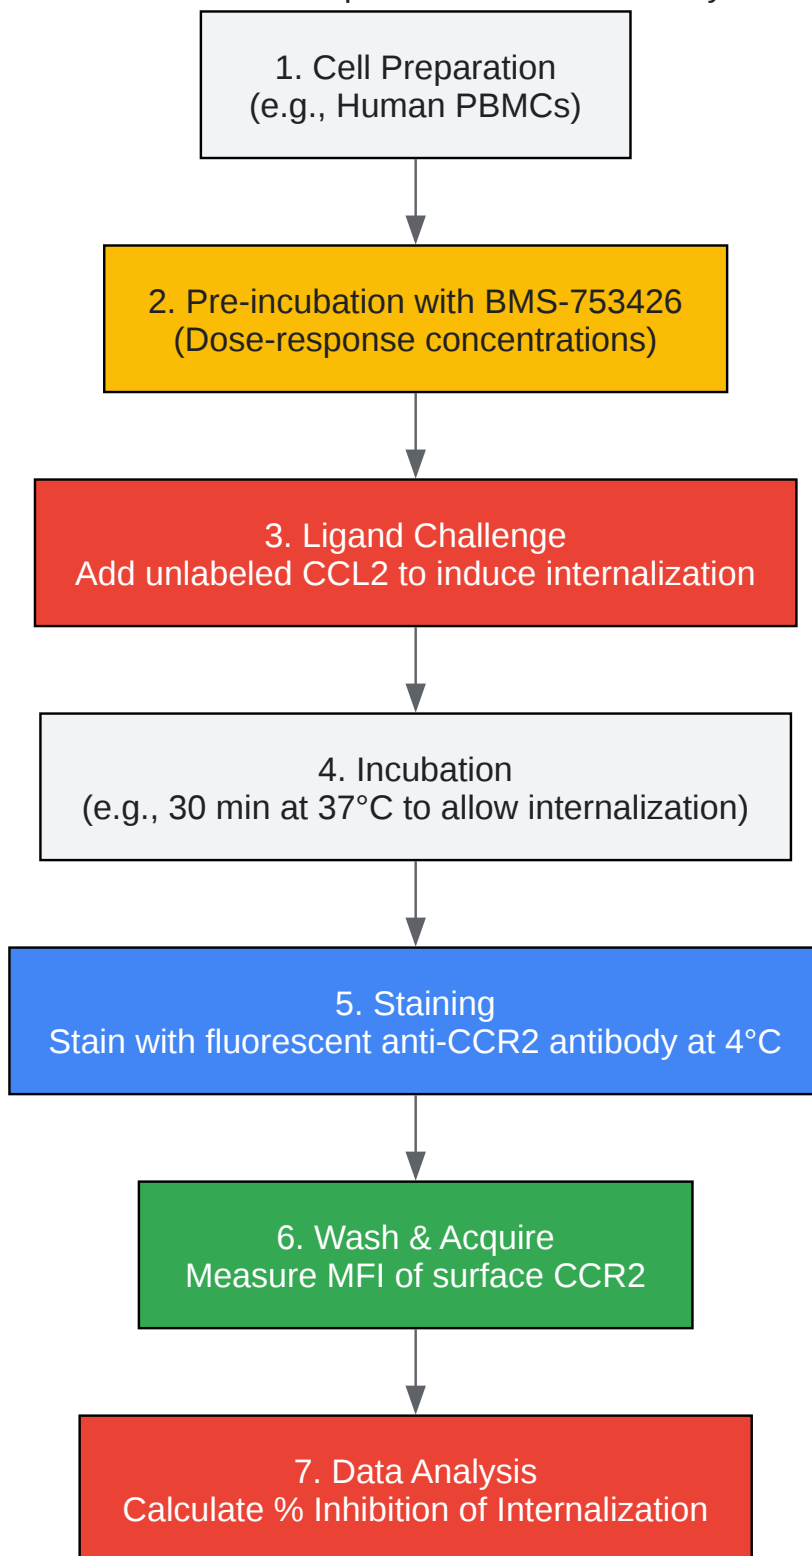 1. Cell Preparation
(e.g., Human PBMCs)
2. Pre-incubation with BMS-753426
(Dose-response concentrations)
3. Ligand Challenge
Add unlabeled CCL2 to induce internalization
4. Incubation
(e.g., 30 min at 37°C to allow internalization)
5. Staining
Stain with fluorescent anti-CCR2 antibody at 4°C
6. Wash & Acquire
Measure MFI of surface CCR2
7. Data Analysis
Calculate % Inhibition of Internalization